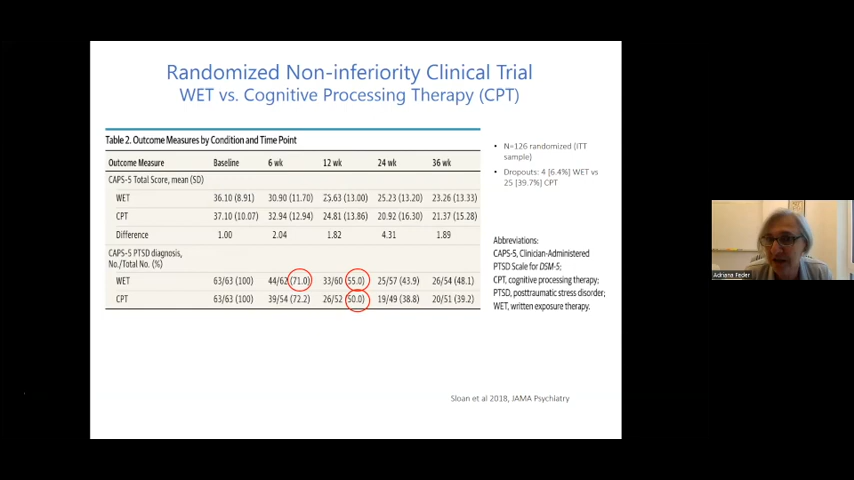 Randomized Non-inferiority Clinical Trial
WET vs. Cognitive Processing Therapy (CPT)
Table 2. Outcome Measures by Condition and Time Point
Outcome Measure Baseline 6 wk 12 wk 24 wk 36 wk
CAPS-5 Total Score, mean (SD)
WET 36.10 (8.91) 30.90 (11.70) 25.63 (13.00) 25.23 (13.20) 23.26 (13.33)
CPT 37.10 (10.07) 32.94 (12.94) 24.81 (13.86) 20.92 (16.30) 21.37 (15.28)
Difference 1.00 2.04 1.82 4.31 1.89
CAPS-5 PTSD diagnosis,
No./Total No. (%)
WET 63/63 (100) 44/62 (71.0) 33/60 (55.0) 25/57 (43.9) 26/54 (48.1)
CPT 63/63 (100) 39/54 (72.2) 26/52 (50.0) 19/49 (38.8) 20/51 (39.2)
• N=126 randomized (ITT
sample)
• Dropouts: 4 [6.4%] WET vs
25 [39.7%] CPT
Abbreviations:
CAPS-5, Clinician-Administered
PTSD Scale for DSM-5;
CPT, cognitive processing therapy;
PTSD, posttraumatic stress disorder;
WET, written exposure therapy.
Sloan et al 2018, JAMA Psychiatry
Adriana Feder